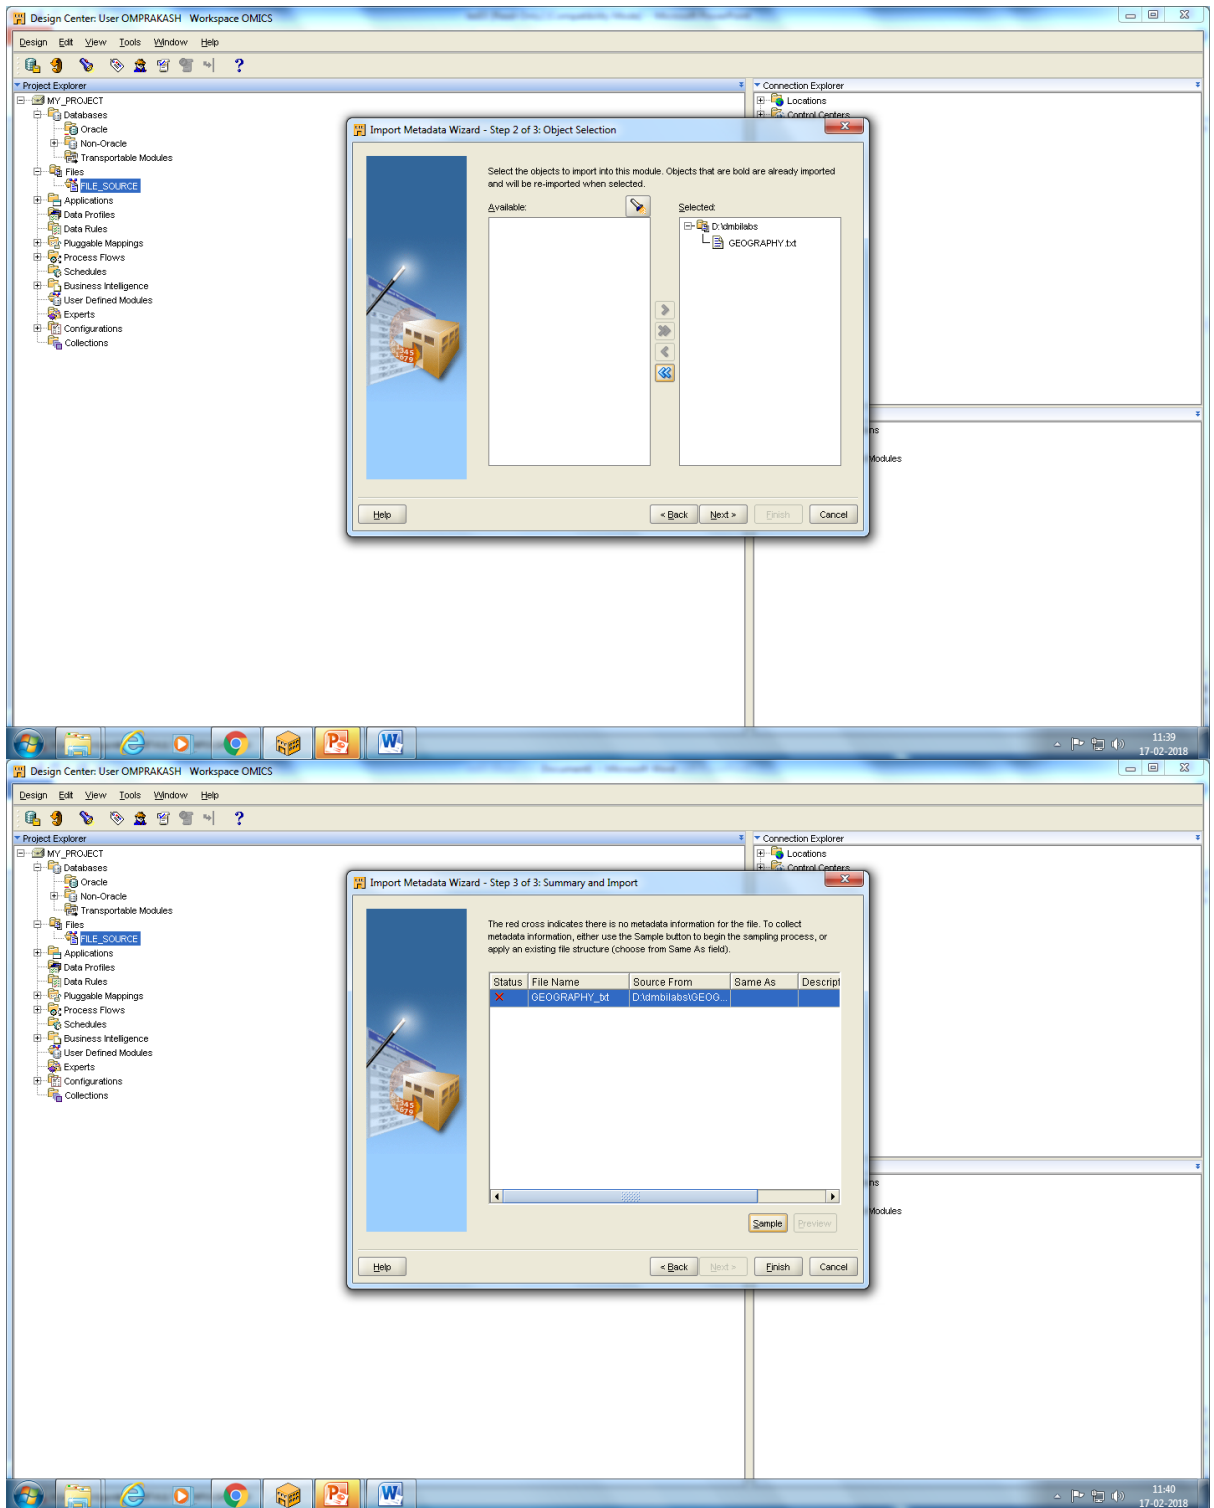 Design Center: User OMPRAKASH Workspace OMICS
Design Edit View Tools Window Help
Project Explorer
MY_PROJECT
Databases
Oracle
Non-Oracle
Transportable Modules
Files
FILE_SOURCE
Applications
Data Profiles
Data Rules
Pluggable Mappings
Process Flows
Schedules
Business Intelligence
User Defined Modules
Experts
Configurations
Collections
Connection Explorer
Locations
Control Centers
ns
Modules
Import Metadata Wizard - Step 2 of 3: Object Selection
Select the objects to import into this module. Objects that are bold are already imported
and will be re-imported when selected.
Available:
Selected:
D:\dmbilabs
GEOGRAPHY.txt
Help < Back Next > Finish Cancel
11:39
17-02-2018
Design Center: User OMPRAKASH Workspace OMICS
Design Edit View Tools Window Help
Project Explorer
MY_PROJECT
Databases
Oracle
Non-Oracle
Transportable Modules
Files
FILE_SOURCE
Applications
Data Profiles
Data Rules
Pluggable Mappings
Process Flows
Schedules
Business Intelligence
User Defined Modules
Experts
Configurations
Collections
Connection Explorer
Locations
Control Centers
ns
Modules
Import Metadata Wizard - Step 3 of 3: Summary and Import
The red cross indicates there is no metadata information for the file. To collect
metadata information, either use the Sample button to begin the sampling process, or
apply an existing file structure (choose from Same As field).
Status File Name Source From Same As Descript
GEOGRAPHY_txt D:\dmbilabs\GEOG...
Sample Preview
Help < Back Next > Finish Cancel
11:40
17-02-2018